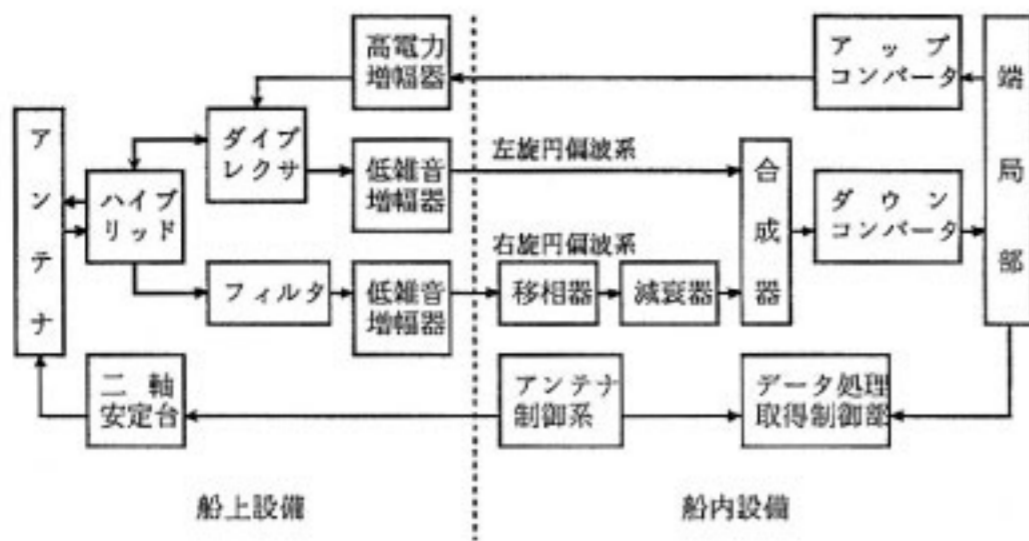 高電力
増幅器
アップ
コンバータ
端局部
アンテナ
ダイプ
レクサ
低雑音
増幅器
左旋円偏波系
合成器
ハイブ
リッド
ダウン
コンバータ
右旋円偏波系
フィルタ
低雑音
増幅器
移相器
減衰器
二軸
安定台
アンテナ
制御系
データ処理
取得制御部
船上設備
船内設備